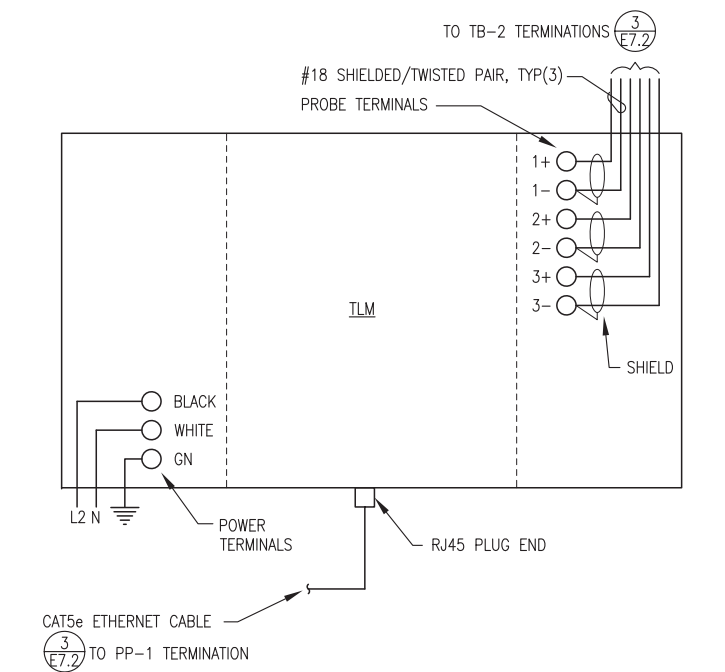 TO TB-2 TERMINATIONS
3
E7.2
#18 SHIELDED/TWISTED PAIR, TYP(3)
PROBE TERMINALS
1+
1-
2+
2-
3+
3-
TLM
SHIELD
BLACK
WHITE
GN
L2 N
POWER
TERMINALS
RJ45 PLUG END
CAT5e ETHERNET CABLE
3
E7.2
TO PP-1 TERMINATION